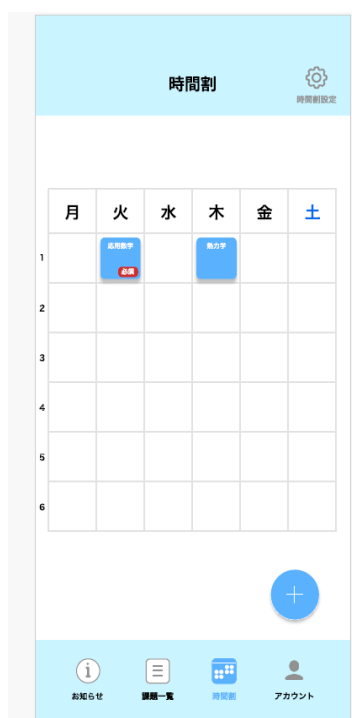 時間割
時間割設定
月 火 水 木 金 土
1
応用数学
必須
熱力学
2
3
4
5
6
お知らせ
課題一覧
時間割
アカウント